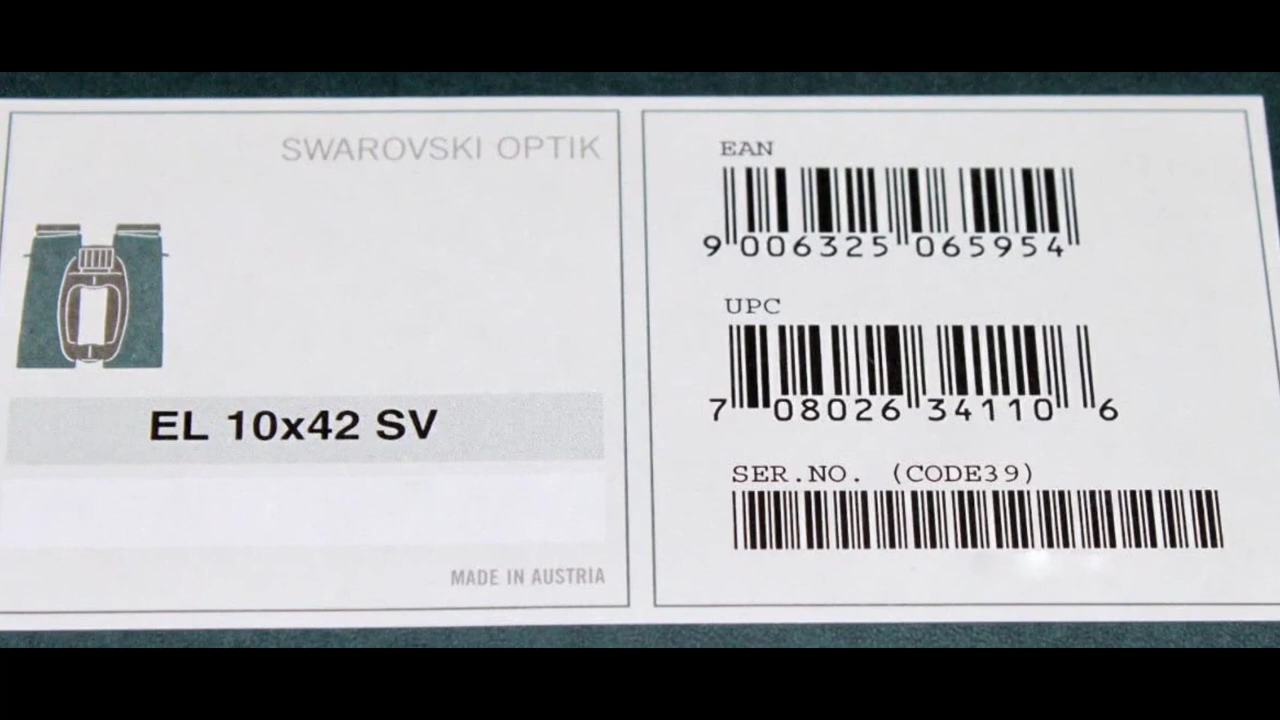 SWAROVSKI OPTIK
EL 10x42 SV
MADE IN AUSTRIA
EAN
9 006325 065954
UPC
7 08026 34110 6
SER.NO. (CODE39)